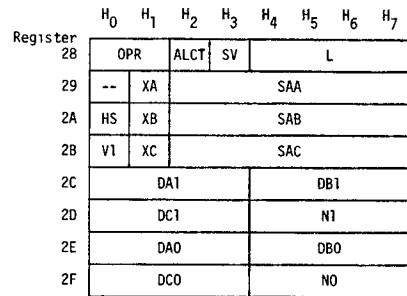 H0 H1 H2 H3 H4 H5 H6 H7
Register
28 OPR ALCT SV L
29 -- XA SAA
2A HS XB SAB
2B V1 XC SAC
2C DA1 DB1
2D DC1 N1
2E DA0 DB0
2F DC0 N0